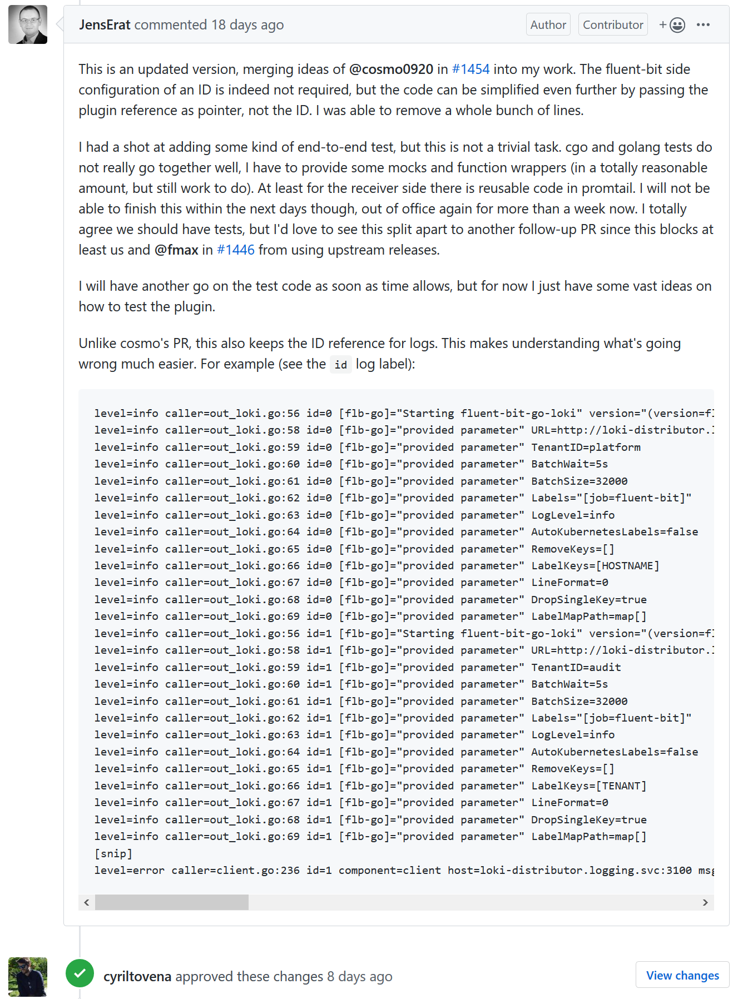 JensErat commented 18 days ago Author Contributor + ...
This is an updated version, merging ideas of @cosmo0920 in #1454 into my work. The fluent-bit side
configuration of an ID is indeed not required, but the code can be simplified even further by passing the
plugin reference as pointer, not the ID. I was able to remove a whole bunch of lines.
I had a shot at adding some kind of end-to-end test, but this is not a trivial task. cgo and golang tests do
not really go together well, I have to provide some mocks and function wrappers (in a totally reasonable
amount, but still work to do). At least for the receiver side there is reusable code in promtail. I will not be
able to finish this within the next days though, out of office again for more than a week now. I totally
agree we should have tests, but I'd love to see this split apart to another follow-up PR since this blocks at
least us and @fmax in #1446 from using upstream releases.
I will have another go on the test code as soon as time allows, but for now I just have some vast ideas on
how to test the plugin.
Unlike cosmo's PR, this also keeps the ID reference for logs. This makes understanding what's going
wrong much easier. For example (see the id log label):
level=info caller=out_loki.go:56 id=0 [flb-go]="Starting fluent-bit-go-loki" version="(version=fl
level=info caller=out_loki.go:58 id=0 [flb-go]="provided parameter" URL=http://loki-distributor.l
level=info caller=out_loki.go:59 id=0 [flb-go]="provided parameter" TenantID=platform
level=info caller=out_loki.go:60 id=0 [flb-go]="provided parameter" BatchWait=5s
level=info caller=out_loki.go:61 id=0 [flb-go]="provided parameter" BatchSize=32000
level=info caller=out_loki.go:62 id=0 [flb-go]="provided parameter" Labels="[job=fluent-bit]"
level=info caller=out_loki.go:63 id=0 [flb-go]="provided parameter" LogLevel=info
level=info caller=out_loki.go:64 id=0 [flb-go]="provided parameter" AutoKubernetesLabels=false
level=info caller=out_loki.go:65 id=0 [flb-go]="provided parameter" RemoveKeys=[]
level=info caller=out_loki.go:66 id=0 [flb-go]="provided parameter" LabelKeys=[HOSTNAME]
level=info caller=out_loki.go:67 id=0 [flb-go]="provided parameter" LineFormat=0
level=info caller=out_loki.go:68 id=0 [flb-go]="provided parameter" DropSingleKey=true
level=info caller=out_loki.go:69 id=0 [flb-go]="provided parameter" LabelMapPath=map[]
level=info caller=out_loki.go:56 id=1 [flb-go]="Starting fluent-bit-go-loki" version="(version=fl
level=info caller=out_loki.go:58 id=1 [flb-go]="provided parameter" URL=http://loki-distributor.l
level=info caller=out_loki.go:59 id=1 [flb-go]="provided parameter" TenantID=audit
level=info caller=out_loki.go:60 id=1 [flb-go]="provided parameter" BatchWait=5s
level=info caller=out_loki.go:61 id=1 [flb-go]="provided parameter" BatchSize=32000
level=info caller=out_loki.go:62 id=1 [flb-go]="provided parameter" Labels="[job=fluent-bit]"
level=info caller=out_loki.go:63 id=1 [flb-go]="provided parameter" LogLevel=info
level=info caller=out_loki.go:64 id=1 [flb-go]="provided parameter" AutoKubernetesLabels=false
level=info caller=out_loki.go:65 id=1 [flb-go]="provided parameter" RemoveKeys=[]
level=info caller=out_loki.go:66 id=1 [flb-go]="provided parameter" LabelKeys=[TENANT]
level=info caller=out_loki.go:67 id=1 [flb-go]="provided parameter" LineFormat=0
level=info caller=out_loki.go:68 id=1 [flb-go]="provided parameter" DropSingleKey=true
level=info caller=out_loki.go:69 id=1 [flb-go]="provided parameter" LabelMapPath=map[]
[snip]
level=error caller=client.go:236 id=1 component=client host=loki-distributor.logging.svc:3100 msg
cyriltovena approved these changes 8 days ago View changes